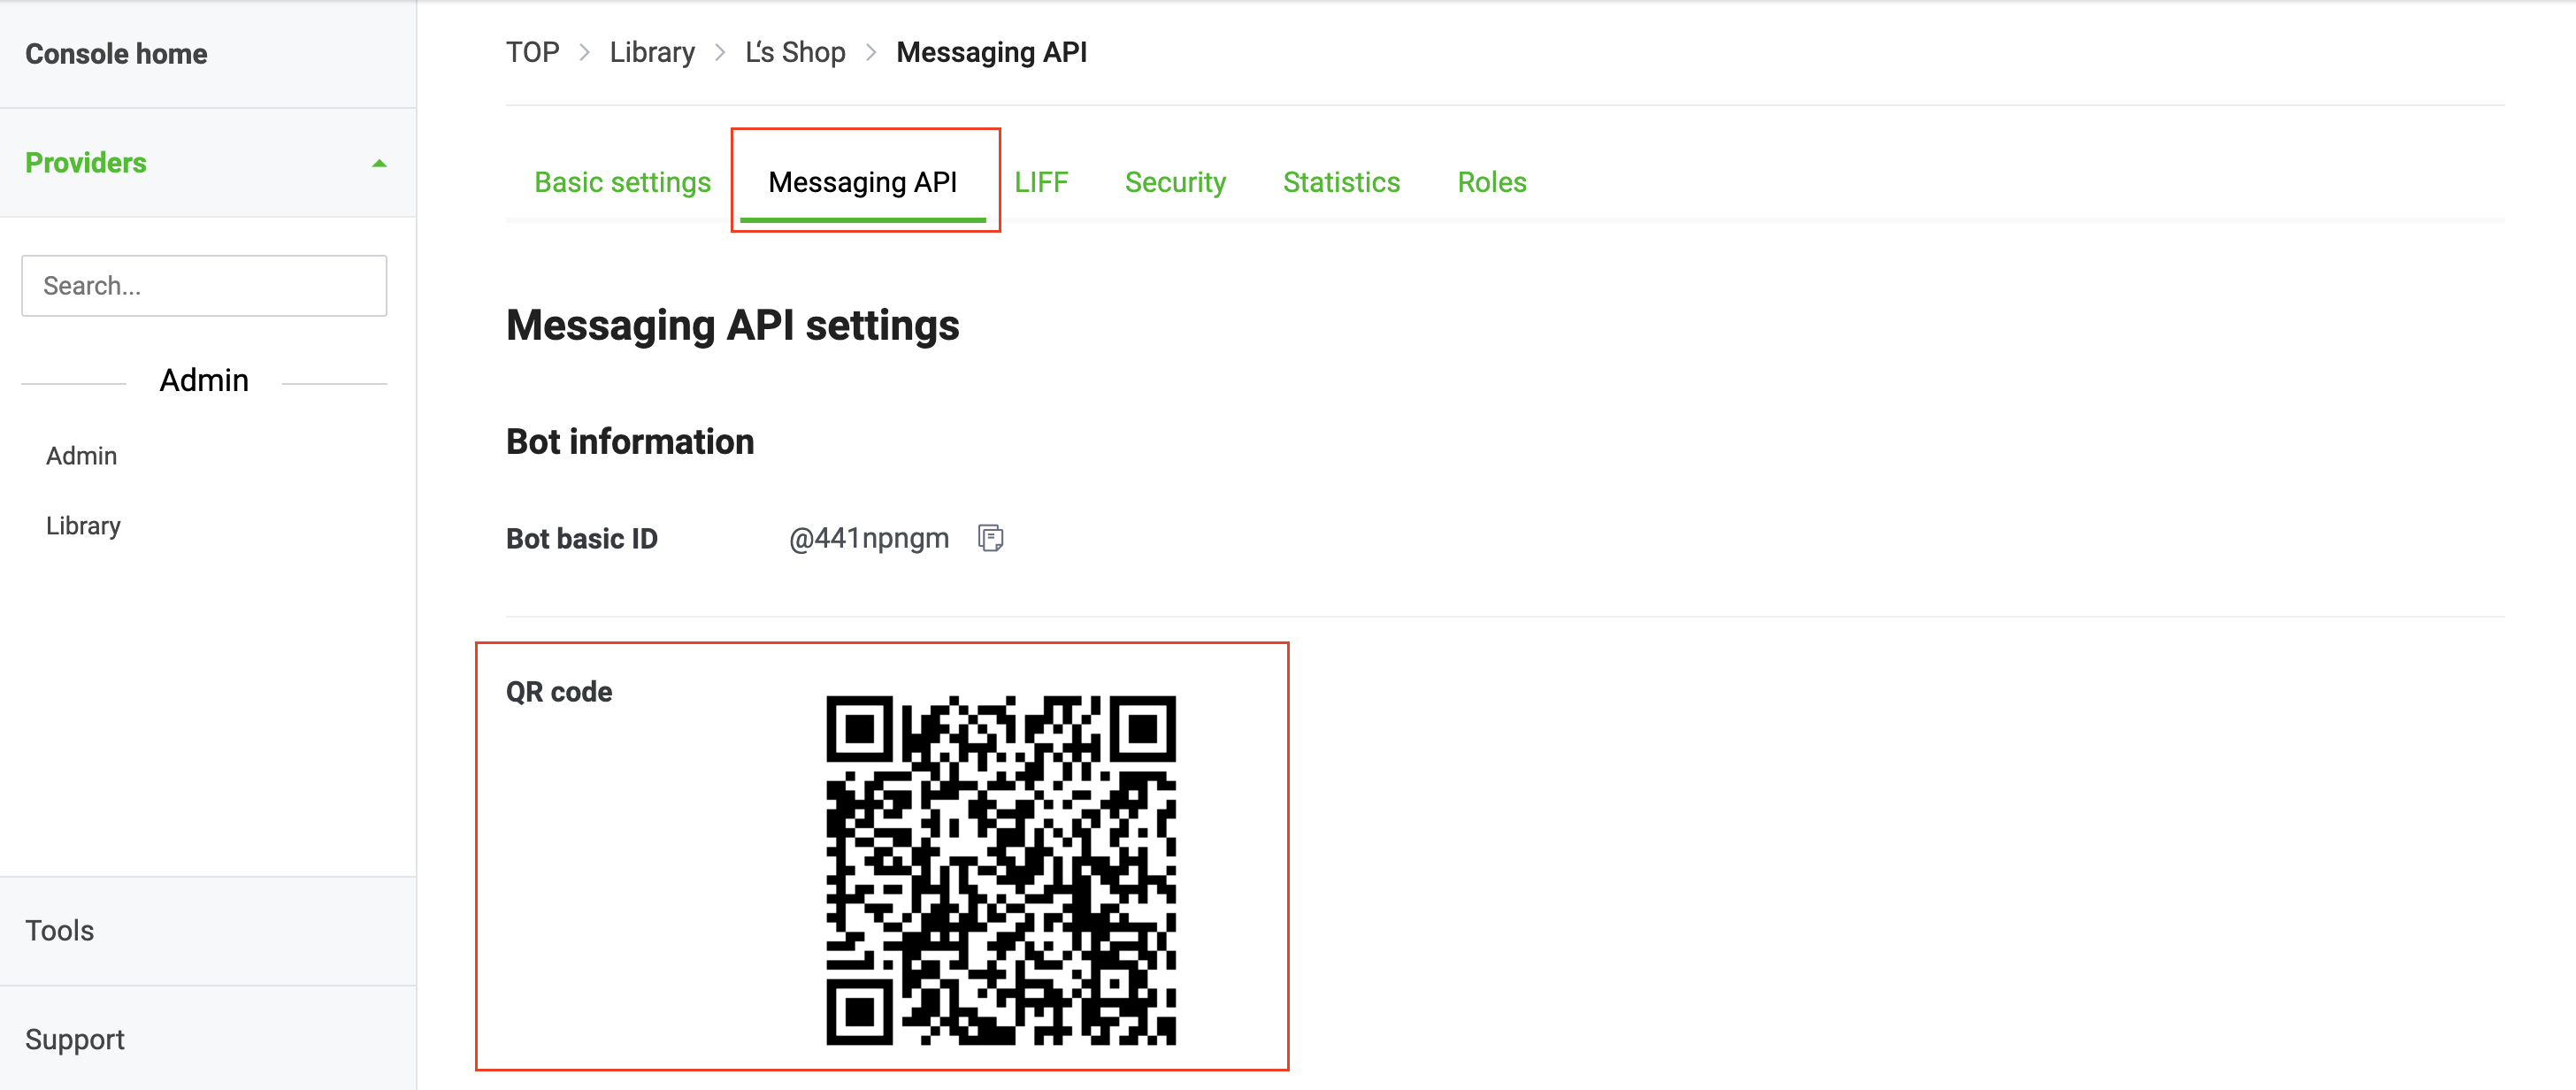 Console home
Providers
Search...
Admin
Admin
Library
Tools
Support
TOP > Library > L‘s Shop > Messaging API
Basic settings Messaging API LIFF Security Statistics Roles
Messaging API settings
Bot information
Bot basic ID @441npngm
QR code